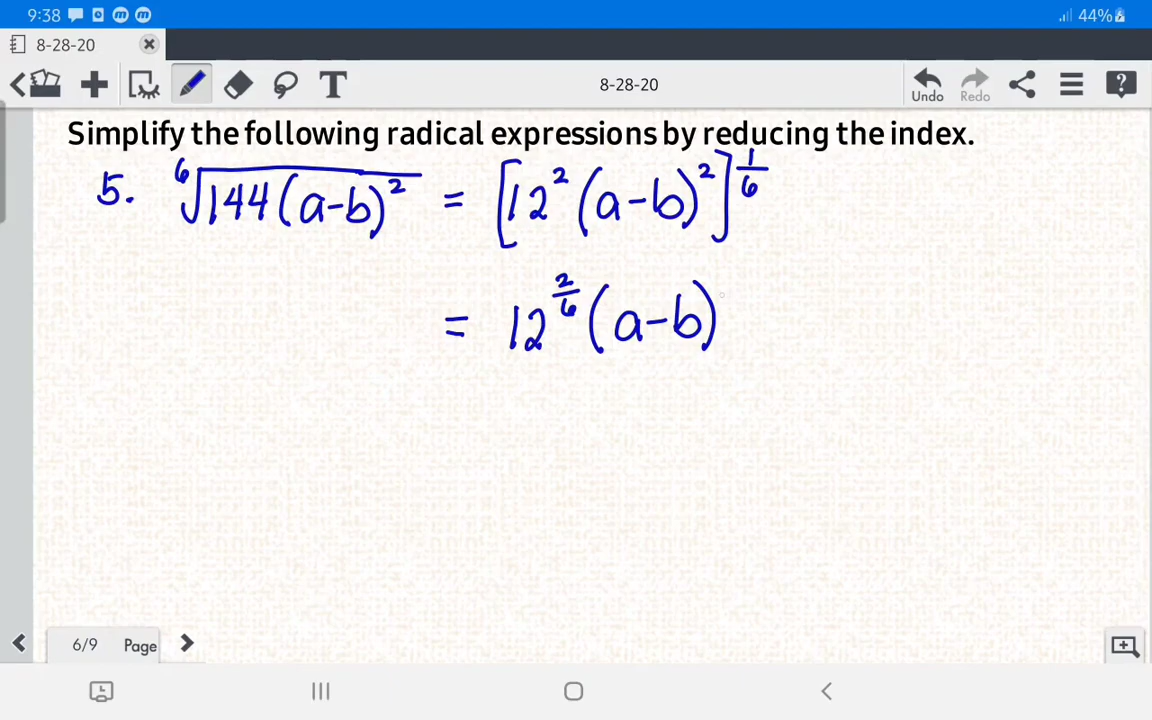 9:38 44%
8-28-20
8-28-20 Undo Redo
Simplify the following radical expressions by reducing the index.
5. ⁶√144(a-b)² = [12²(a-b)²]^(1/6)
= 12^(2/6) (a-b)
6/9 Page